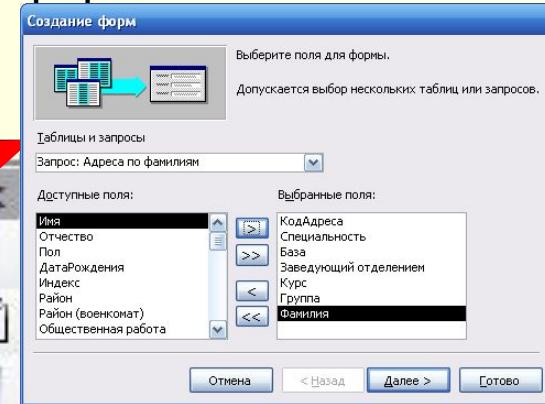 Создание форм
Выберите поля для формы.
Допускается выбор нескольких таблиц или запросов.
Таблицы и запросы
Запрос: Адреса по фамилиям
Доступные поля:
Выбранные поля:
Имя
Отчество
Пол
ДатаРождения
Индекс
Район
Район (военкомат)
Общественная работа
>
>>
<
<<
КодАдреса
Специальность
База
Заведующий отделением
Курс
Группа
Фамилия
Отмена
< Назад
Далее >
Готово